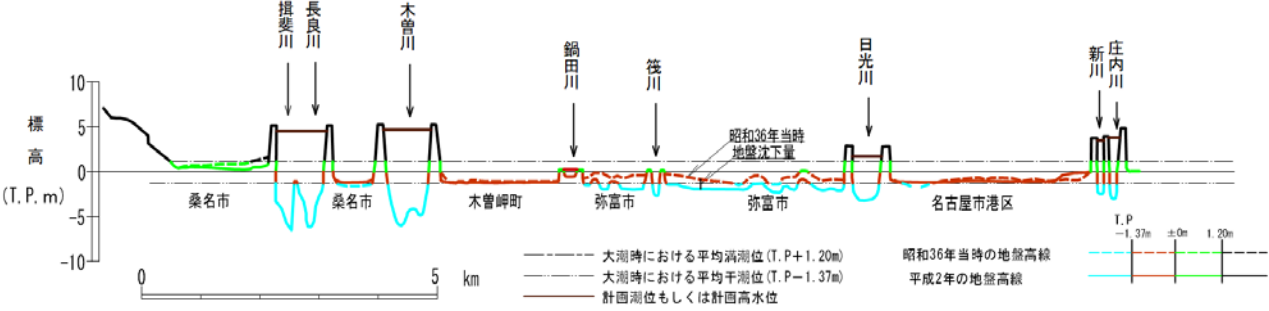 揖斐川
長良川
木曽川
鍋田川
筏川
日光川
新川
庄内川
10
5
0
-5
-10
標高
(T.P.m)
昭和36年当時
地盤沈下量
桑名市
桑名市
木曽岬町
弥富市
弥富市
名古屋市港区
0
5
km
大潮時における平均満潮位(T.P+1.20m)
大潮時における平均干潮位(T.P-1.37m)
計画潮位もしくは計画高水位
T.P
-1.37m ±0m 1.20m
昭和36年当時の地盤高線
平成2年の地盤高線